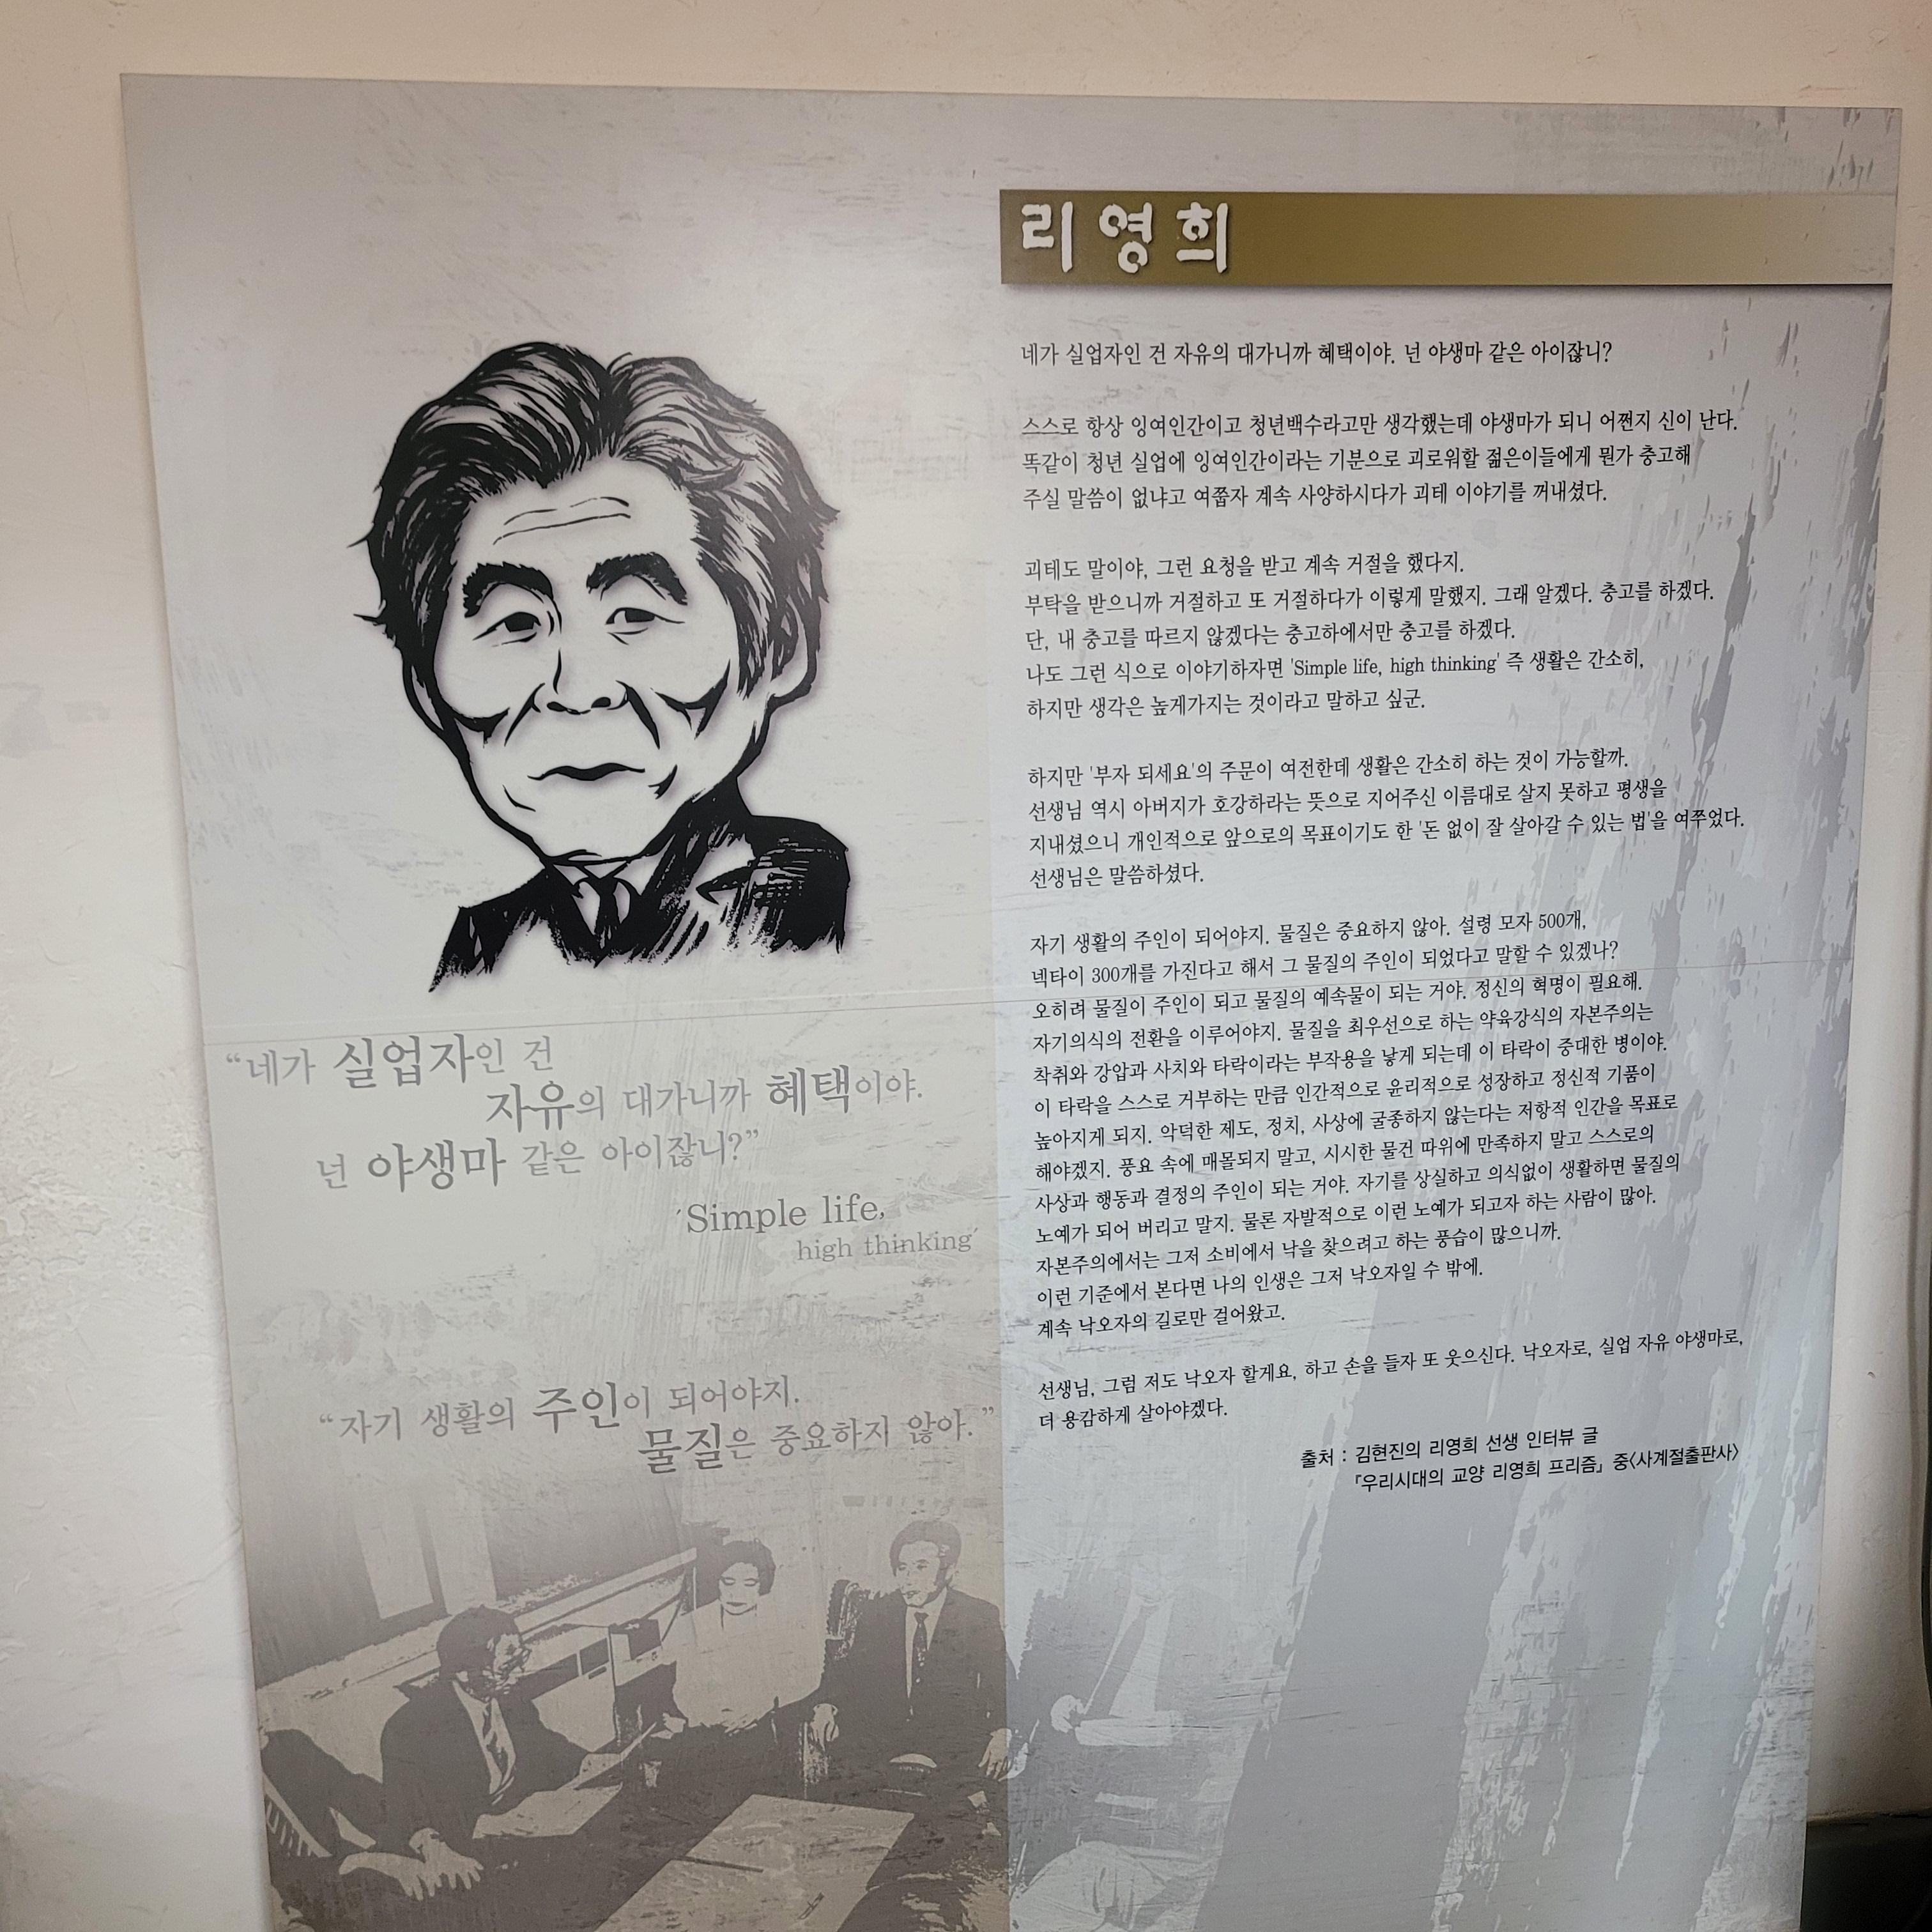 리영희
네가 실업자인 건 자유의 대가니까 혜택이야. 넌 야생마 같은 아이잖니?
스스로 항상 잉여인간이고 청년백수라고만 생각했는데 야생마가 되니 어쩐지 신이 난다.
똑같이 청년 실업에 잉여인간이라는 기분으로 괴로워할 젊은이들에게 뭔가 충고해
주실 말씀이 없냐고 여쭙자 계속 사양하시다가 괴테 이야기를 꺼내셨다.
괴테도 말이야, 그런 요청을 받고 계속 거절을 했다지.
부탁을 받으니까 거절하고 또 거절하다가 이렇게 말했지. 그래 알겠다. 충고를 하겠다.
단, 내 충고를 따르지 않겠다는 충고하에서만 충고를 하겠다.
나도 그런 식으로 이야기하자면 'Simple life, high thinking' 즉 생활은 간소히,
하지만 생각은 높게가지는 것이라고 말하고 싶군.
하지만 '부자 되세요'의 주문이 여전한데 생활은 간소히 하는 것이 가능할까.
선생님 역시 아버지가 호강하라는 뜻으로 지어주신 이름대로 살지 못하고 평생을
지내셨으니 개인적으로 앞으로의 목표이기도 한 '돈 없이 잘 살아갈 수 있는 법'을 여쭈었다.
선생님은 말씀하셨다.
자기 생활의 주인이 되어야지. 물질은 중요하지 않아. 설령 모자 500개,
넥타이 300개를 가진다고 해서 그 물질의 주인이 되었다고 말할 수 있겠나?
오히려 물질이 주인이 되고 물질의 예속물이 되는 거야. 정신의 혁명이 필요해.
자기의식의 전환을 이루어야지. 물질을 최우선으로 하는 약육강식의 자본주의는
착취와 강압과 사치와 타락이라는 부작용을 낳게 되는데 이 타락이 중대한 병이야.
이 타락을 스스로 거부하는 만큼 인간적으로 윤리적으로 성장하고 정신적 기품이
높아지게 되지. 악덕한 제도, 정치, 사상에 굴종하지 않는다는 저항적 인간을 목표로
해야겠지. 풍요 속에 매몰되지 말고, 시시한 물건 따위에 만족하지 말고 스스로의
사상과 행동과 결정의 주인이 되는 거야. 자기를 상실하고 의식없이 생활하면 물질의
노예가 되어 버리고 말지. 물론 자발적으로 이런 노예가 되고자 하는 사람이 많아.
자본주의에서는 그저 소비에서 낙을 찾으려고 하는 풍습이 많으니까.
이런 기준에서 본다면 나의 인생은 그저 낙오자일 수 밖에.
계속 낙오자의 길로만 걸어왔고.
선생님, 그럼 저도 낙오자 할게요, 하고 손을 들자 또 웃으신다. 낙오자로, 실업 자유 야생마로,
더 용감하게 살아야겠다.
출처 : 김현진의 리영희 선생 인터뷰 글
『우리시대의 교양 리영희 프리즘』 중〈사계절출판사〉
“네가 실업자인 건
자유의 대가니까 혜택이야.
넌 야생마 같은 아이잖니?”
'Simple life,
high thinking'
“자기 생활의 주인이 되어야지.
물질은 중요하지 않아.”